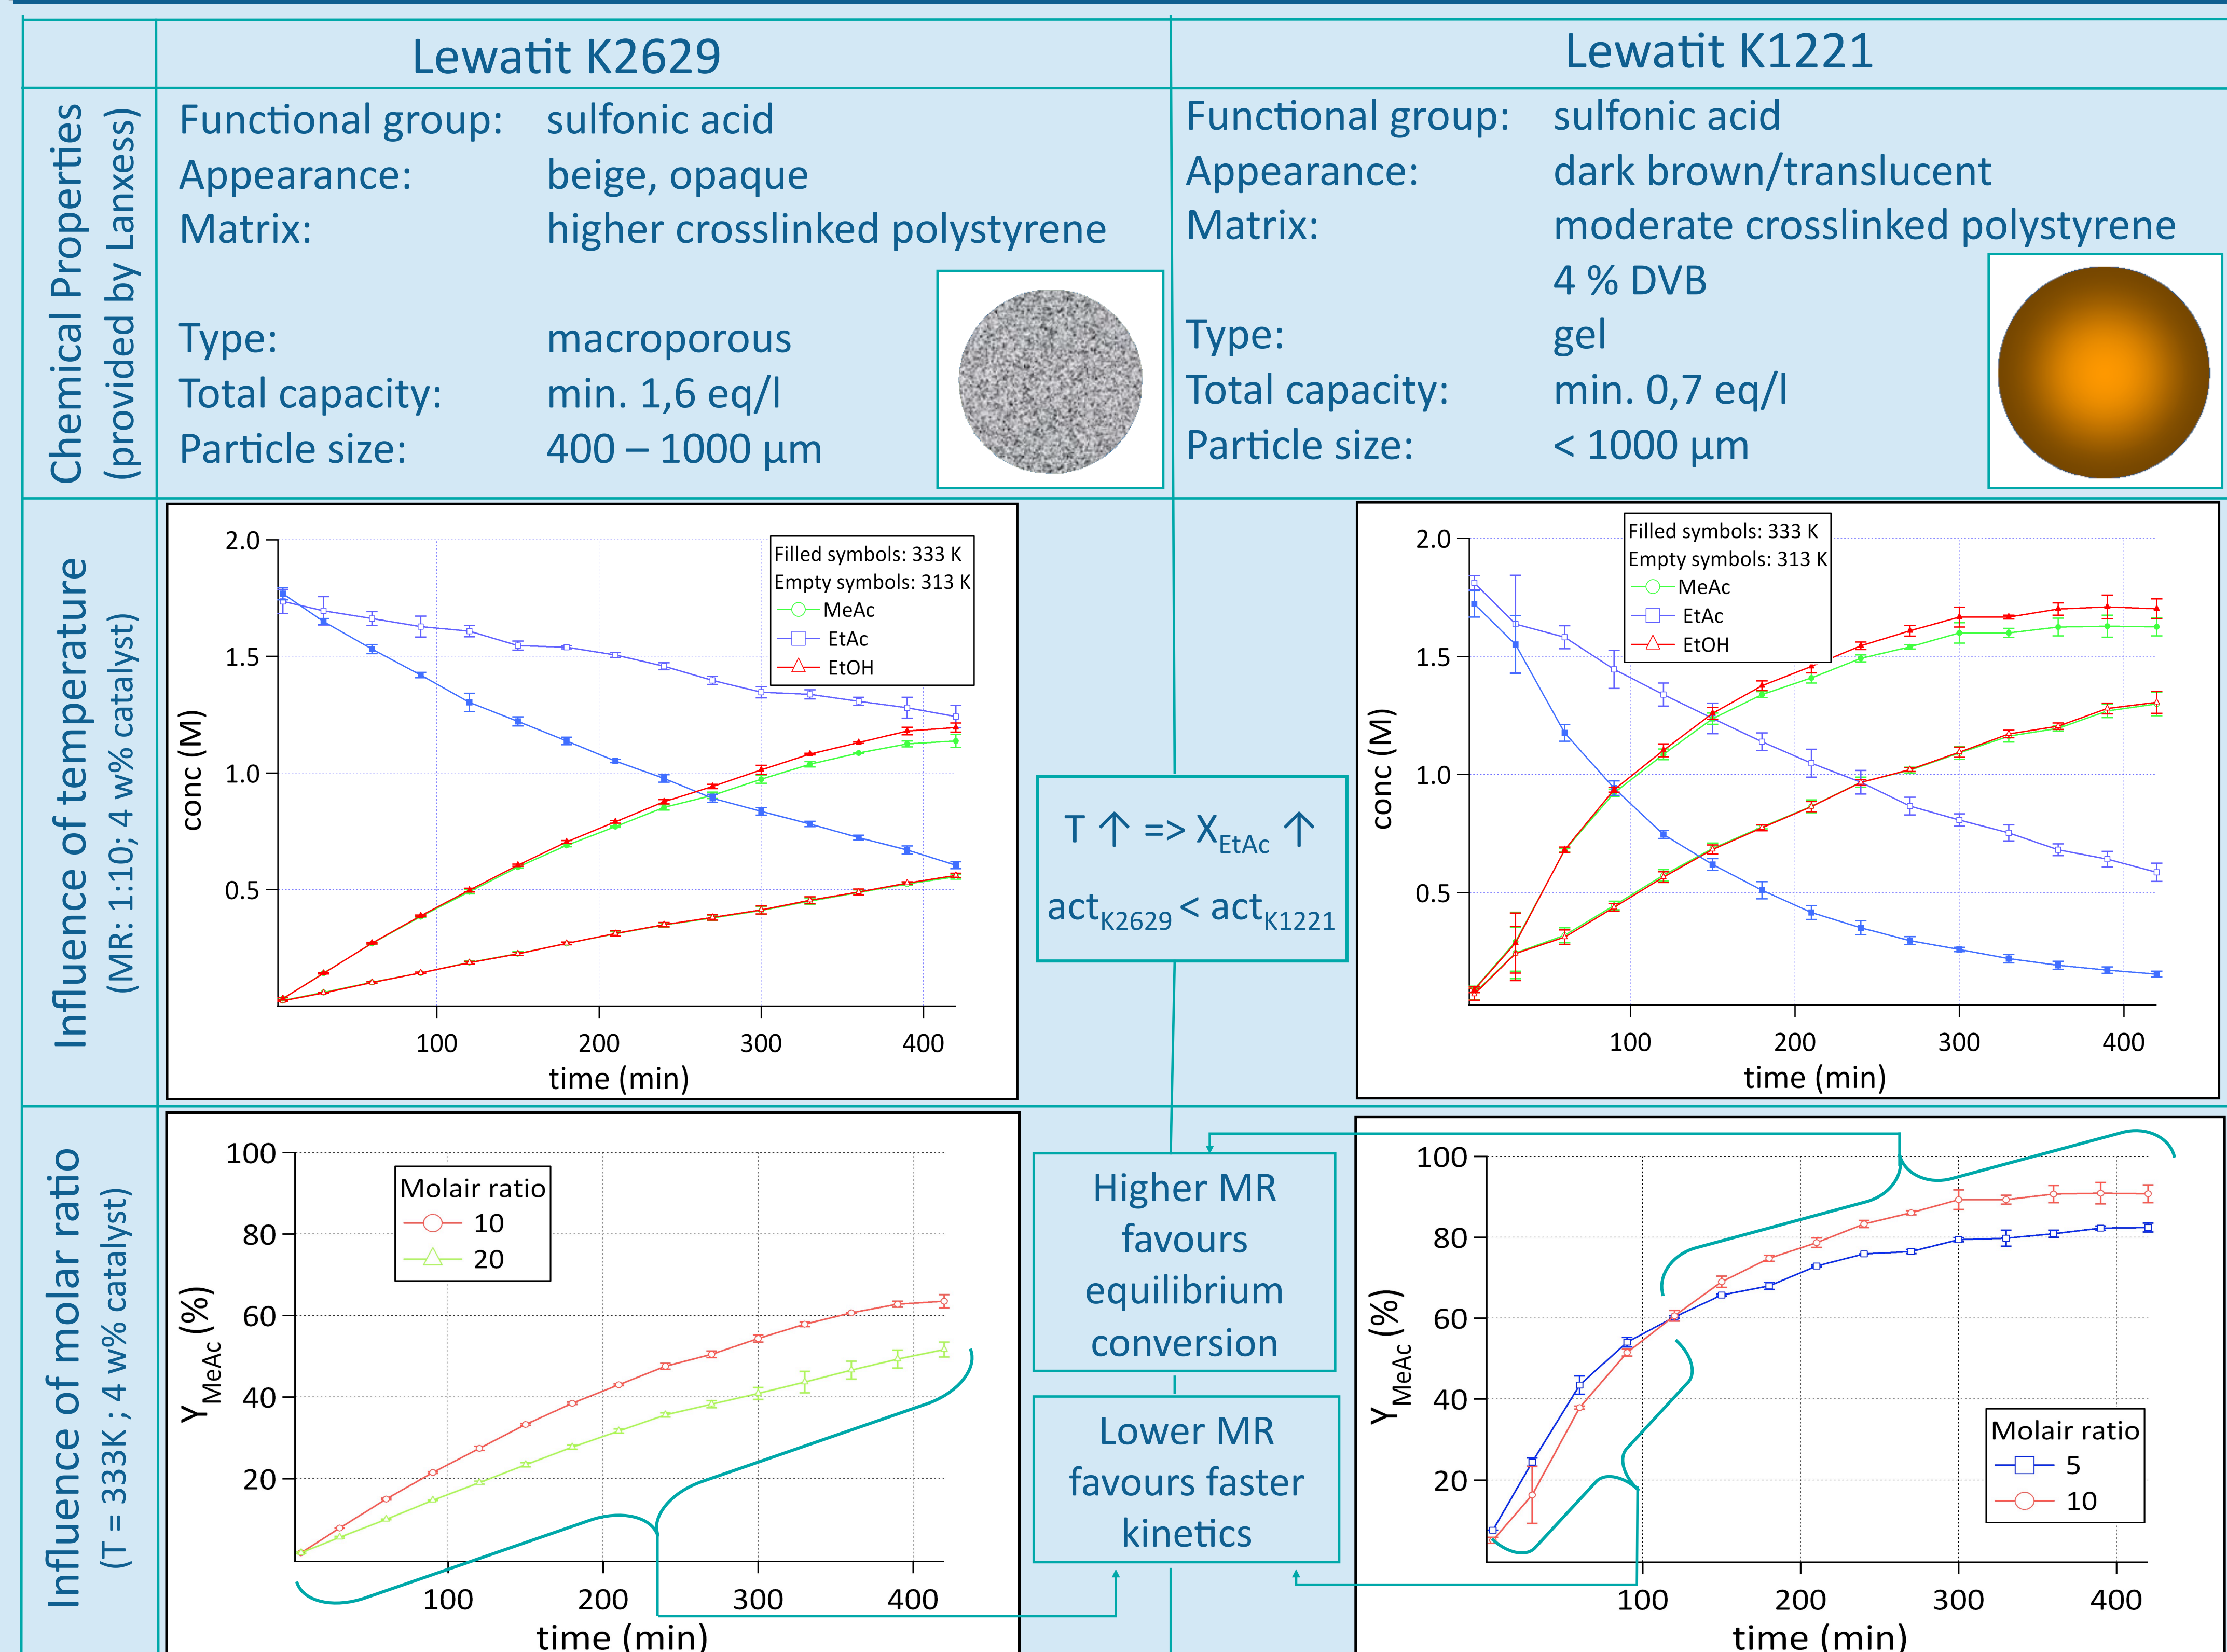 Lewatit K2629
Lewatit K1221
Chemical Properties
(provided by Lanxess)
Functional group: sulfonic acid
Appearance: beige, opaque
Matrix: higher crosslinked polystyrene
Type: macroporous
Total capacity: min. 1,6 eq/l
Particle size: 400 – 1000 µm
Functional group: sulfonic acid
Appearance: dark brown/translucent
Matrix: moderate crosslinked polystyrene
4 % DVB
Type: gel
Total capacity: min. 0,7 eq/l
Particle size: < 1000 µm
Influence of temperature
(MR: 1:10; 4 w% catalyst)
2.0
1.5
1.0
0.5
conc (M)
Filled symbols: 333 K
Empty symbols: 313 K
MeAc
EtAc
EtOH
100 200 300 400
time (min)
T ↑ => XEtAc ↑
actK2629 < actK1221
2.0
1.5
1.0
0.5
conc (M)
Filled symbols: 333 K
Empty symbols: 313 K
MeAc
EtAc
EtOH
100 200 300 400
time (min)
Influence of molar ratio
(T = 333K ; 4 w% catalyst)
100
80
60
40
20
YMeAc (%)
Molair ratio
10
20
100 200 300 400
time (min)
Higher MR
favours
equilibrium
conversion
Lower MR
favours faster
kinetics
100
80
60
40
20
YMeAc (%)
Molair ratio
5
10
100 200 300 400
time (min)